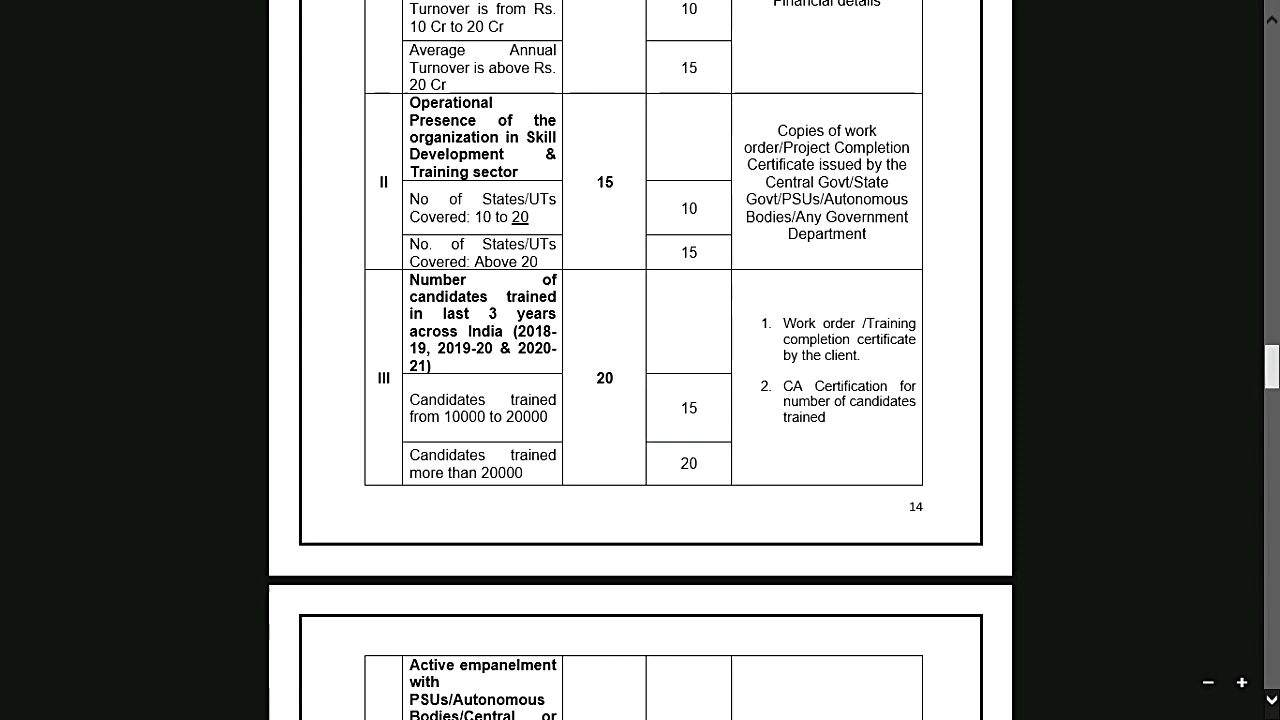 Turnover is from Rs.
10 Cr to 20 Cr
10
Financial details
Average Annual
Turnover is above Rs.
20 Cr
15
II
Operational
Presence of the
organization in Skill
Development &
Training sector
15
Copies of work
order/Project Completion
Certificate issued by the
Central Govt/State
Govt/PSUs/Autonomous
Bodies/Any Government
Department
No of States/UTs
Covered: 10 to 20
10
No. of States/UTs
Covered: Above 20
15
III
Number of
candidates trained
in last 3 years
across India (2018-
19, 2019-20 & 2020-
21)
20
1. Work order /Training
completion certificate
by the client.
2. CA Certification for
number of candidates
trained
Candidates trained
from 10000 to 20000
15
Candidates trained
more than 20000
20
14
Active empanelment
with
PSUs/Autonomous
Bodies/Central or